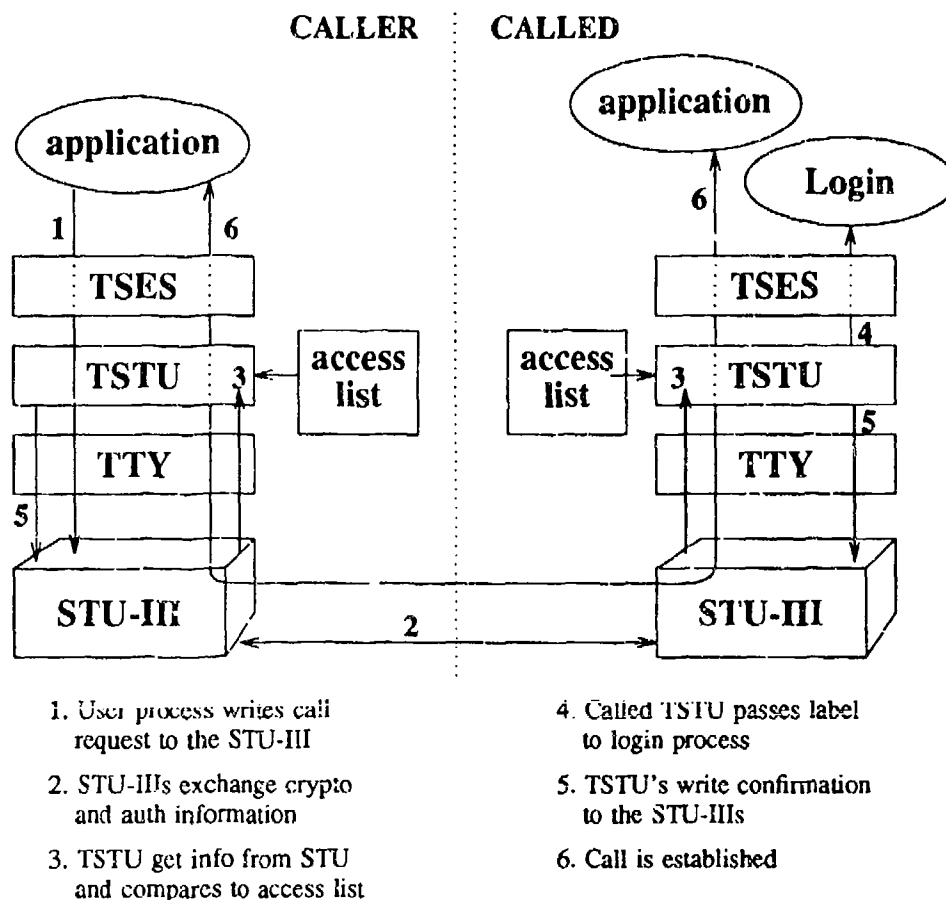 CALLER
CALLED
application
1
6
TSES
TSTU
3
access
list
TTY
5
STU-III
2
application
6
Login
TSES
4
access
list
3
TSTU
5
TTY
STU-III
1. User process writes call
request to the STU-III
2. STU-IIIs exchange crypto
and auth information
3. TSTU get info from STU
and compares to access list
4. Called TSTU passes label
to login process
5. TSTU's write confirmation
to the STU-IIIs
6. Call is established